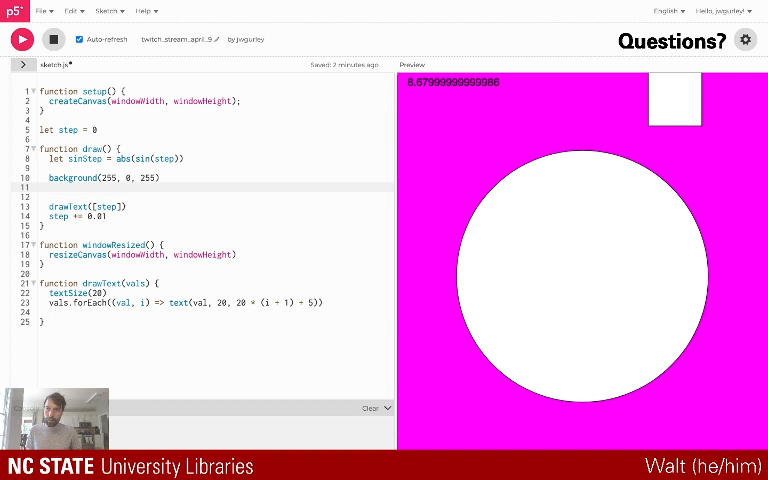 p5* File Edit Sketch Help English Hello, jwgurley!
Auto-refresh twitch_stream_april_9 by jwgurley Questions?
sketch.js Saved: 2 minutes ago Preview
1 function setup() {
2 createCanvas(windowWidth, windowHeight);
3 }
4
5 let step = 0
6
7 function draw() {
8 let sinStep = abs(sin(step))
9
10 background(255, 0, 255)
11
12
13 drawText([step])
14 step += 0.01
15 }
16
17 function windowResized() {
18 resizeCanvas(windowWidth, windowHeight)
19 }
20
21 function drawText(vals) {
22 textSize(20)
23 vals.forEach((val, i) => text(val, 20, 20 * (i + 1) + 5))
24
25 }
6.57999999999986
Clear
NC STATE University Libraries Walt (he/him)